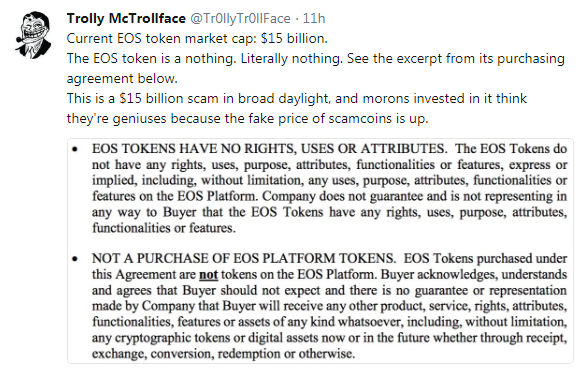 Trolly McTrollface @Tr0llyTr0llFace · 11h
Current EOS token market cap: $15 billion.
The EOS token is a nothing. Literally nothing. See the excerpt from its purchasing
agreement below.
This is a $15 billion scam in broad daylight, and morons invested in it think
they're geniuses because the fake price of scamcoins is up.
• EOS TOKENS HAVE NO RIGHTS, USES OR ATTRIBUTES. The EOS Tokens do
not have any rights, uses, purpose, attributes, functionalities or features, express or
implied, including, without limitation, any uses, purpose, attributes, functionalities or
features on the EOS Platform. Company does not guarantee and is not representing in
any way to Buyer that the EOS Tokens have any rights, uses, purpose, attributes,
functionalities or features.
• NOT A PURCHASE OF EOS PLATFORM TOKENS. EOS Tokens purchased under
this Agreement are not tokens on the EOS Platform. Buyer acknowledges, understands
and agrees that Buyer should not expect and there is no guarantee or representation
made by Company that Buyer will receive any other product, service, rights, attributes,
functionalities, features or assets of any kind whatsoever, including, without limitation,
any cryptographic tokens or digital assets now or in the future whether through receipt,
exchange, conversion, redemption or otherwise.